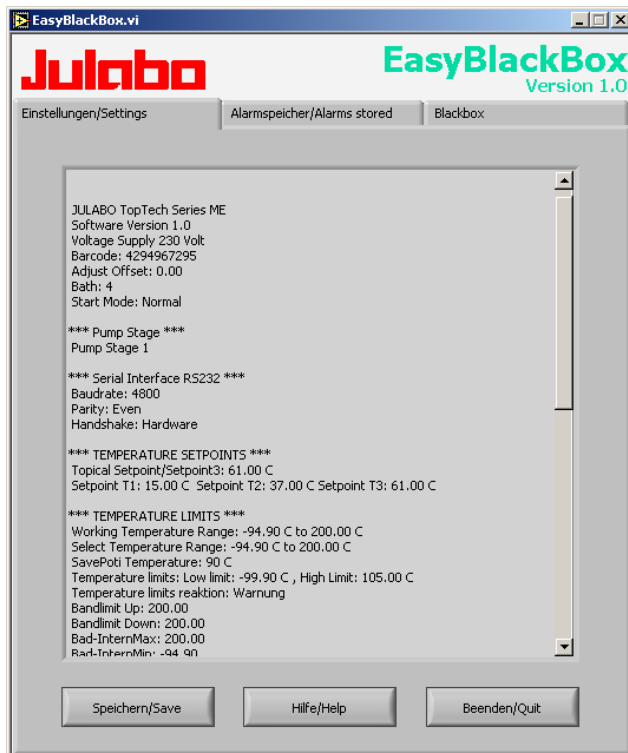 EasyBlackBox.vi
Julabo
EasyBlackBox
Version 1.0
Einstellungen/Settings
Alarmspeicher/Alarms stored
Blackbox
JULABO TopTech Series ME
Software Version 1.0
Voltage Supply 230 Volt
Barcode: 4294967295
Adjust Offset: 0.00
Bath: 4
Start Mode: Normal
*** Pump Stage ***
Pump Stage 1
*** Serial Interface RS232 ***
Baudrate: 4800
Parity: Even
Handshake: Hardware
*** TEMPERATURE SETPOINTS ***
Topical Setpoint/Setpoint3: 61.00 C
Setpoint T1: 15.00 C  Setpoint T2: 37.00 C Setpoint T3: 61.00 C
*** TEMPERATURE LIMITS ***
Working Temperature Range: -94.90 C to 200.00 C
Select Temperature Range: -94.90 C to 200.00 C
SavePoti Temperature: 90 C
Temperature limits: Low limit: -99.90 C , High Limit: 105.00 C
Temperature limits reaktion: Warnung
Bandlimit Up: 200.00
Bandlimit Down: 200.00
Bad-InternMax: 200.00
Bad-InternMin: -94.90
Speichern/Save
Hilfe/Help
Beenden/Quit